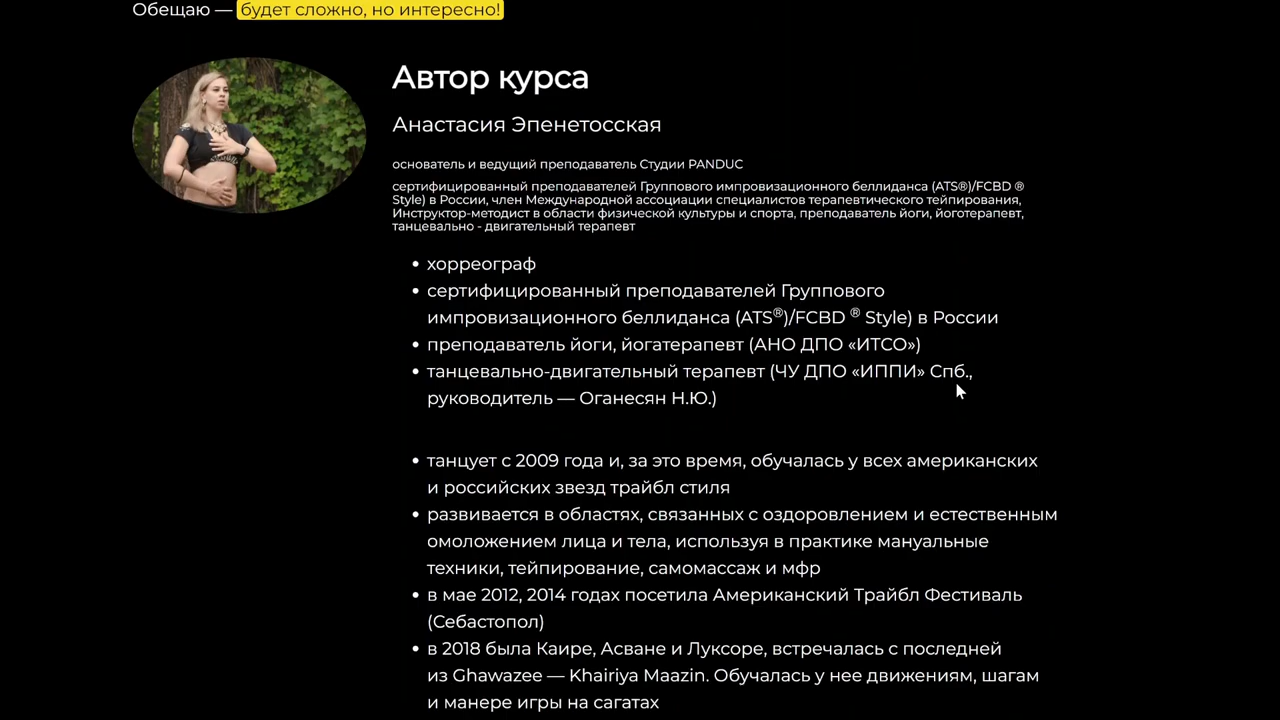 Обещаю — будет сложно, но интересно!
Автор курса
Анастасия Эпенетосская
основатель и ведущий преподаватель Студии PANDUC
сертифицированный преподавателей Группового импровизационного беллиданса (ATS®)/FCBD ®
Style) в России, член Международной ассоциации специалистов терапевтического тейпирования,
Инструктор-методист в области физической культуры и спорта, преподаватель йоги, йоготерапевт,
танцевально - двигательный терапевт
• хорреограф
• сертифицированный преподавателей Группового
импровизационного беллиданса (ATS®)/FCBD ® Style) в России
• преподаватель йоги, йогатерапевт (АНО ДПО «ИТСО»)
• танцевально-двигательный терапевт (ЧУ ДПО «ИППИ» Спб.,
руководитель — Оганесян Н.Ю.)
• танцует с 2009 года и, за это время, обучалась у всех американских
и российских звезд трайбл стиля
• развивается в областях, связанных с оздоровлением и естественным
омоложением лица и тела, используя в практике мануальные
техники, тейпирование, самомассаж и мфр
• в мае 2012, 2014 годах посетила Американский Трайбл Фестиваль
(Себастопол)
• в 2018 была Каире, Асване и Луксоре, встречалась с последней
из Ghawazee — Khairiya Maazin. Обучалась у нее движениям, шагам
и манере игры на сагатах